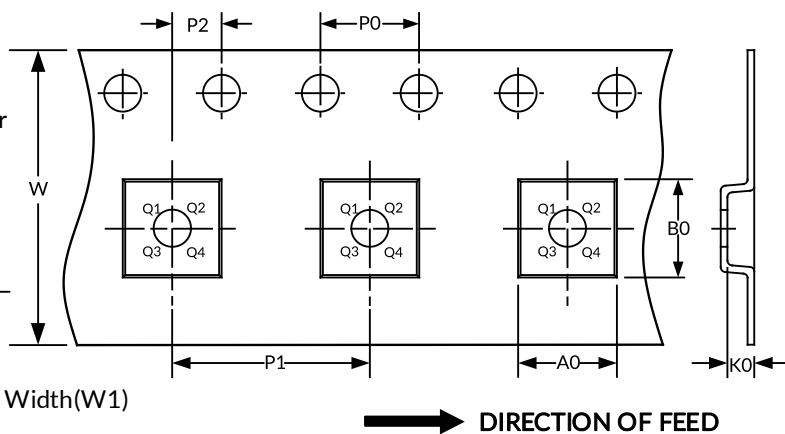 P2
P0
r
W
Q1 Q2
Q3 Q4
Q1 Q2
Q3 Q4
Q1 Q2
Q3 Q4
B0
P1
A0
K0
Width(W1)
DIRECTION OF FEED